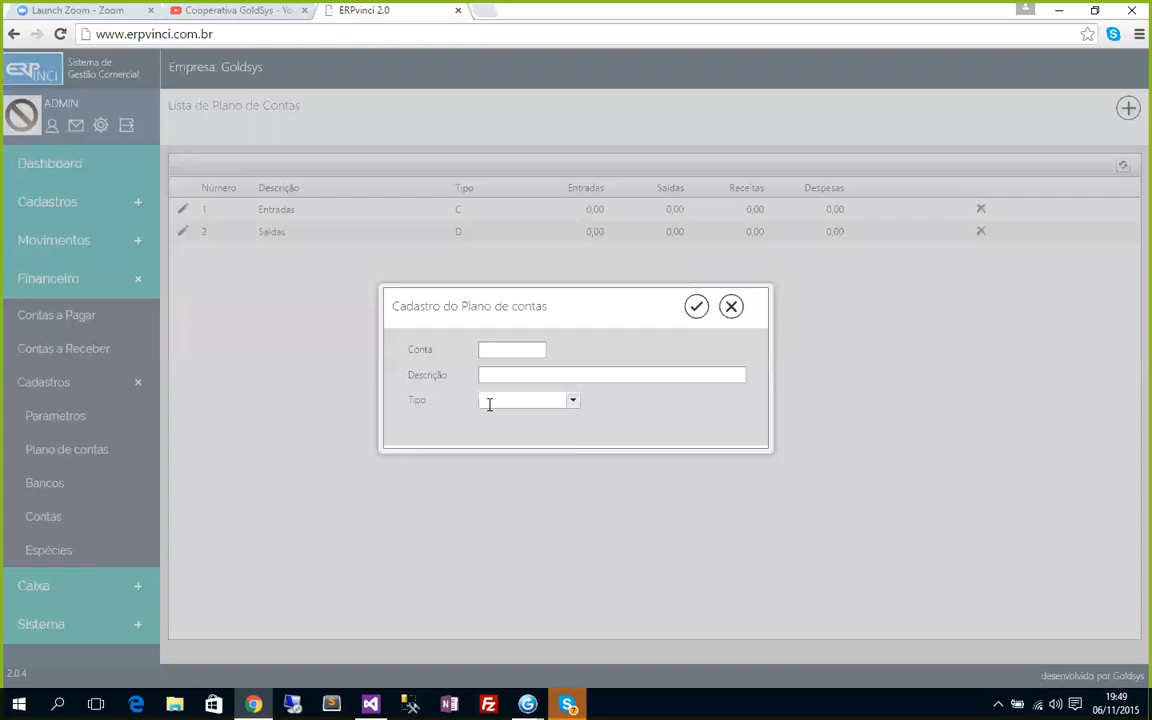 Launch Zoom - Zoom
Cooperativa GoldSys - Yo
ERPvinci 2.0
www.erpvinci.com.br
ERP
INCI
Sistema de
Gestão Comercial
Empresa: Goldsys
ADMIN
Lista de Plano de Contas
Dashboard
Cadastros +
Movimentos +
Financeiro ×
Contas a Pagar
Contas a Receber
Cadastros ×
Parametros
Plano de contas
Bancos
Contas
Espécies
Caixa +
Sistema +
2.0.4
Número Descrição Tipo Entradas Saídas Receitas Despesas
1 Entradas C 0,00 0,00 0,00 0,00
2 Saidas D 0,00 0,00 0,00 0,00
Cadastro do Plano de contas
Conta
Descrição
Tipo
desenvolvido por Goldsys
19:49
06/11/2015